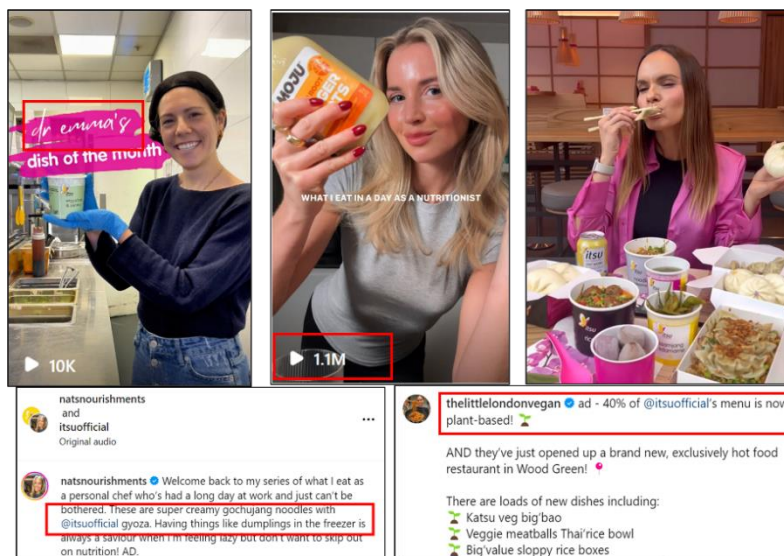 dr emma's
dish of the month
10K
MOJU
GINGER
SHOTS
WHAT I EAT IN A DAY AS A NUTRITIONIST
1.1M
itsu
itsu
natsnourishments
and
itsuofficial
Original audio
natsnourishments Welcome back to my series of what I eat as
a personal chef who's had a long day at work and just can't be
bothered. These are super creamy gochujang noodles with
@itsuofficial gyoza. Having things like dumplings in the freezer is
always a saviour when I'm feeling lazy but don't want to skip out
on nutrition! AD.
thelittlelondonvegan ad - 40% of @itsuofficial's menu is now
plant-based! 🌱
AND they've just opened up a brand new, exclusively hot food
restaurant in Wood Green! 📍
There are loads of new dishes including:
🌱 Katsu veg big'bao
🌱 Veggie meatballs Thai'rice bowl
🌱 Big'value sloppy rice boxes